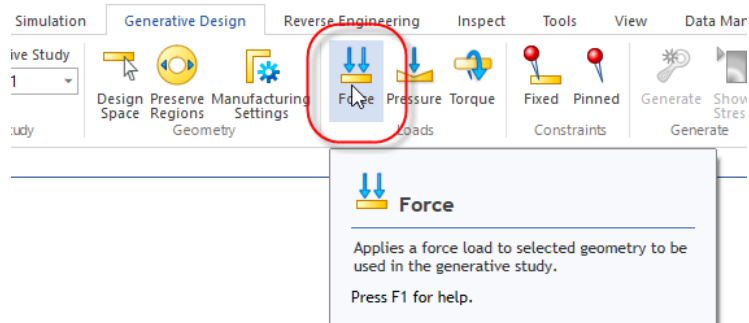 Simulation Generative Design Reverse Engineering Inspect Tools View Data Man
ive Study
1
Design Space
Preserve Regions
Manufacturing Settings
Force
Pressure
Torque
Fixed
Pinned
Generate
Show
Stres
udy
Geometry
Loads
Constraints
Generate
Force
Applies a force load to selected geometry to be
used in the generative study.
Press F1 for help.